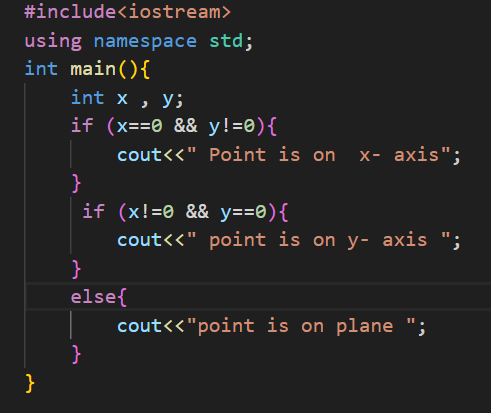 #include<iostream>
using namespace std;
int main(){
    int x , y;
    if (x==0 && y!=0){
        cout<<" Point is on  x- axis";
    }
     if (x!=0 && y==0){
        cout<<" point is on y- axis ";
    }
    else{
        cout<<"point is on plane ";
    }
}